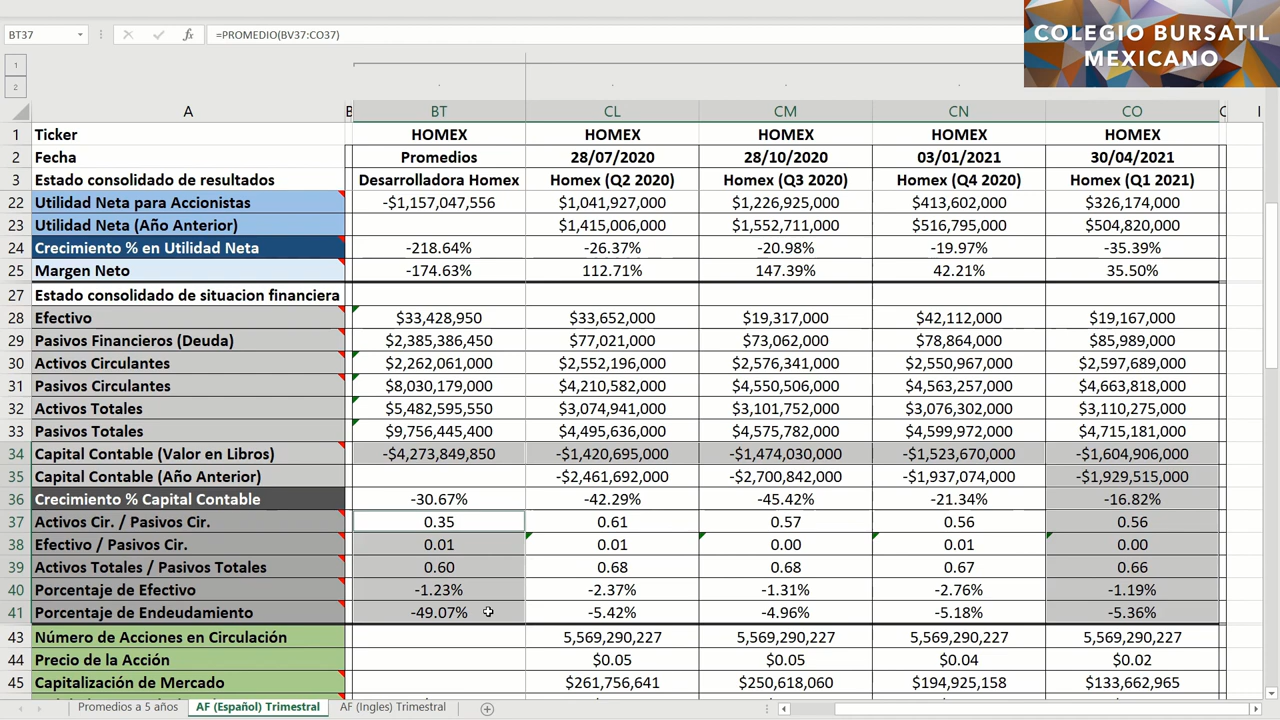 BT37 fx =PROMEDIO(BV37:CO37)
COLEGIO BURSATIL
MEXICANO
1
2
A B BT CL CM CN CO C I
1 Ticker HOMEX HOMEX HOMEX HOMEX HOMEX
2 Fecha Promedios 28/07/2020 28/10/2020 03/01/2021 30/04/2021
3 Estado consolidado de resultados Desarrolladora Homex Homex (Q2 2020) Homex (Q3 2020) Homex (Q4 2020) Homex (Q1 2021)
22 Utilidad Neta para Accionistas -$1,157,047,556 $1,041,927,000 $1,226,925,000 $413,602,000 $326,174,000
23 Utilidad Neta (Año Anterior) $1,415,006,000 $1,552,711,000 $516,795,000 $504,820,000
24 Crecimiento % en Utilidad Neta -218.64% -26.37% -20.98% -19.97% -35.39%
25 Margen Neto -174.63% 112.71% 147.39% 42.21% 35.50%
27 Estado consolidado de situacion financiera
28 Efectivo $33,428,950 $33,652,000 $19,317,000 $42,112,000 $19,167,000
29 Pasivos Financieros (Deuda) $2,385,386,450 $77,021,000 $73,062,000 $78,864,000 $85,989,000
30 Activos Circulantes $2,262,061,000 $2,552,196,000 $2,576,341,000 $2,550,967,000 $2,597,689,000
31 Pasivos Circulantes $8,030,179,000 $4,210,582,000 $4,550,506,000 $4,563,257,000 $4,663,818,000
32 Activos Totales $5,482,595,550 $3,074,941,000 $3,101,752,000 $3,076,302,000 $3,110,275,000
33 Pasivos Totales $9,756,445,400 $4,495,636,000 $4,575,782,000 $4,599,972,000 $4,715,181,000
34 Capital Contable (Valor en Libros) -$4,273,849,850 -$1,420,695,000 -$1,474,030,000 -$1,523,670,000 -$1,604,906,000
35 Capital Contable (Año Anterior) -$2,461,692,000 -$2,700,842,000 -$1,937,074,000 -$1,929,515,000
36 Crecimiento % Capital Contable -30.67% -42.29% -45.42% -21.34% -16.82%
37 Activos Cir. / Pasivos Cir. 0.35 0.61 0.57 0.56 0.56
38 Efectivo / Pasivos Cir. 0.01 0.01 0.00 0.01 0.00
39 Activos Totales / Pasivos Totales 0.60 0.68 0.68 0.67 0.66
40 Porcentaje de Efectivo -1.23% -2.37% -1.31% -2.76% -1.19%
41 Porcentaje de Endeudamiento -49.07% -5.42% -4.96% -5.18% -5.36%
43 Número de Acciones en Circulación 5,569,290,227 5,569,290,227 5,569,290,227 5,569,290,227
44 Precio de la Acción $0.05 $0.05 $0.04 $0.02
45 Capitalización de Mercado $261,756,641 $250,618,060 $194,925,158 $133,662,965
Promedios a 5 años AF (Español) Trimestral AF (Ingles) Trimestral